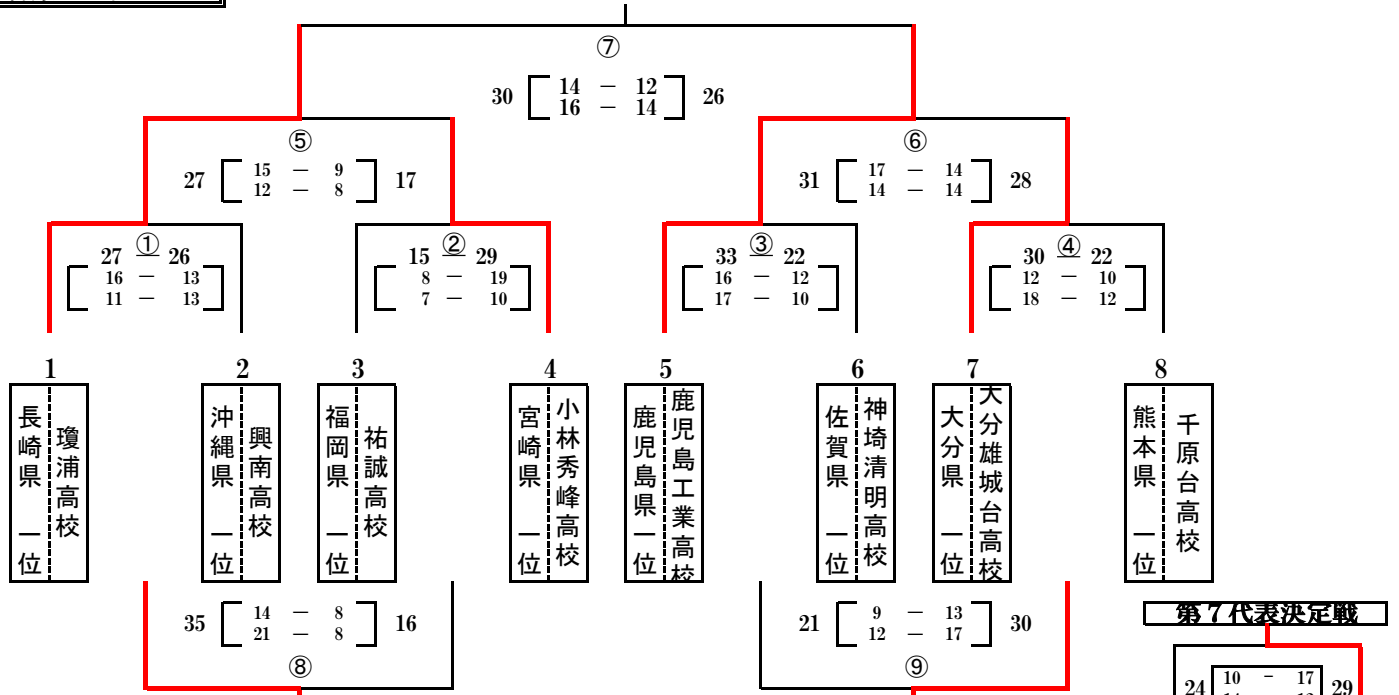 ⑦
30 14 － 12 26
16 － 14
⑤
27 15 － 9 17
12 － 8
⑥
31 17 － 14 28
14 － 14
① 27 － 26
16 － 13
11 － 13
② 15 － 29
8 － 19
7 － 10
③ 33 － 22
16 － 12
17 － 10
④ 30 － 22
12 － 10
18 － 12
1
長崎県 一位
瓊浦高校
2
沖縄県 一位
興南高校
3
福岡県 一位
祐誠高校
4
宮崎県 一位
小林秀峰高校
5
鹿児島県一位
鹿児島工業高校
6
佐賀県 一位
神埼清明高校
7
大分県 一位
大分雄城台高校
8
熊本県 一位
千原台高校
35 14 － 8 16
21 － 8
⑧
21 9 － 13 30
12 － 17
⑨
第７代表決定戦
24 10 － 17 29